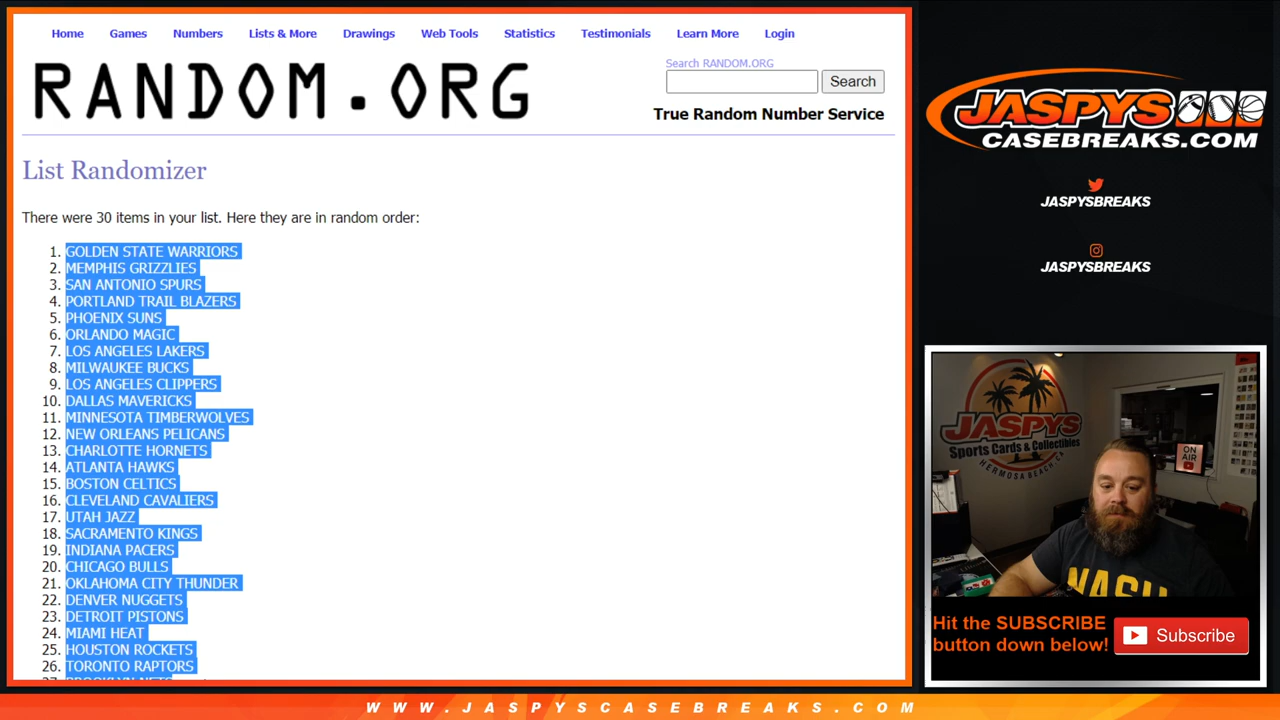 Home Games Numbers Lists & More Drawings Web Tools Statistics Testimonials Learn More Login
RANDOM.ORG
Search RANDOM.ORG
Search
True Random Number Service
List Randomizer
There were 30 items in your list. Here they are in random order:
1. GOLDEN STATE WARRIORS
2. MEMPHIS GRIZZLIES
3. SAN ANTONIO SPURS
4. PORTLAND TRAIL BLAZERS
5. PHOENIX SUNS
6. ORLANDO MAGIC
7. LOS ANGELES LAKERS
8. MILWAUKEE BUCKS
9. LOS ANGELES CLIPPERS
10. DALLAS MAVERICKS
11. MINNESOTA TIMBERWOLVES
12. NEW ORLEANS PELICANS
13. CHARLOTTE HORNETS
14. ATLANTA HAWKS
15. BOSTON CELTICS
16. CLEVELAND CAVALIERS
17. UTAH JAZZ
18. SACRAMENTO KINGS
19. INDIANA PACERS
20. CHICAGO BULLS
21. OKLAHOMA CITY THUNDER
22. DENVER NUGGETS
23. DETROIT PISTONS
24. MIAMI HEAT
25. HOUSTON ROCKETS
26. TORONTO RAPTORS
27. BROOKLYN NETS
JASPYS
CASEBREAKS.COM
JASPYSBREAKS
JASPYSBREAKS
JASPYS
Sports Cards & Collectibles
HERMOSA BEACH, CA
ON
AIR
NASH
Hit the SUBSCRIBE
button down below!
Subscribe
WWW.JASPYSCASEBREAKS.COM